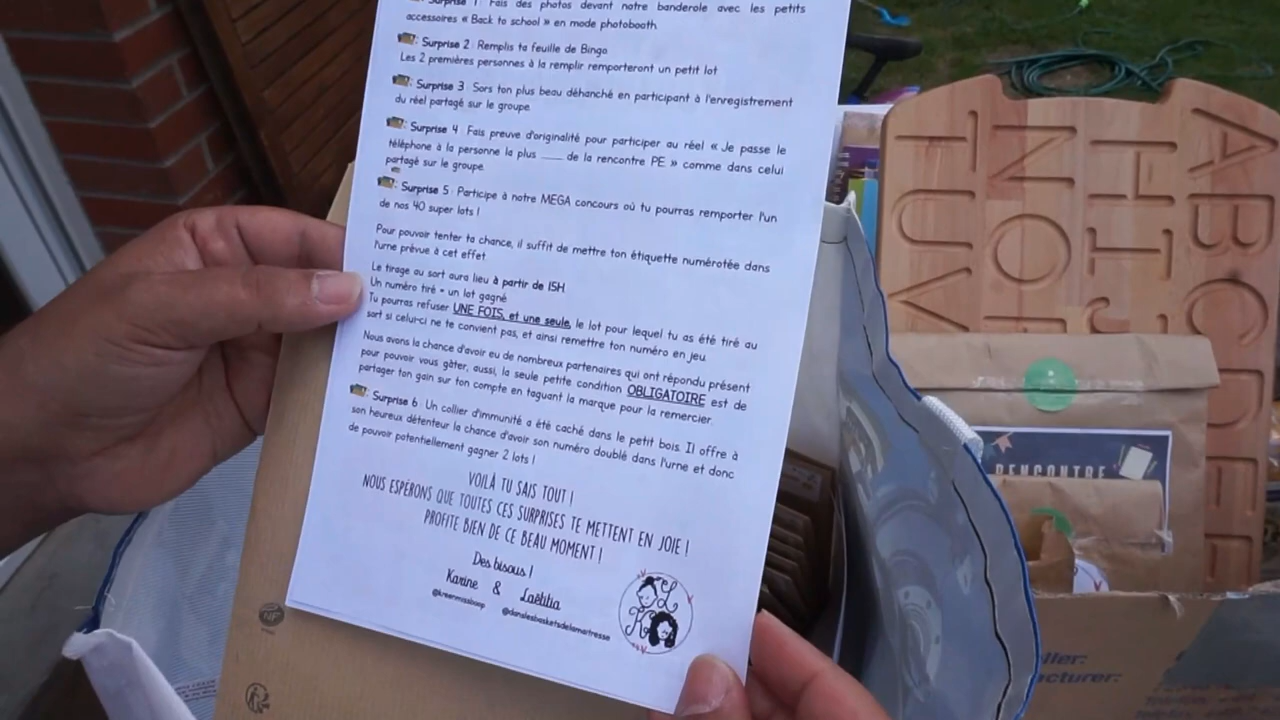 Surprise 1 : Fais des photos devant notre banderole avec les petits
accessoires « Back to school » en mode photobooth.
Surprise 2 : Remplis ta feuille de Bingo.
Les 2 premières personnes à la remplir remporteront un petit lot
Surprise 3 : Sors ton plus beau déhanché en participant à l'enregistrement
du réel partagé sur le groupe.
Surprise 4 : Fais preuve d'originalité pour participer au réel « Je passe le
téléphone à la personne la plus ____ de la rencontre PE. » comme dans celui
partagé sur le groupe.
Surprise 5 : Participe à notre MEGA concours où tu pourras remporter l'un
de nos 40 super lots !
Pour pouvoir tenter ta chance, il suffit de mettre ton étiquette numérotée dans
l'urne prévue à cet effet
Le tirage au sort aura lieu à partir de 15H
Un numéro tiré = un lot gagné
Tu pourras refuser UNE FOIS, et une seule, le lot pour lequel tu as été tiré au
sort si celui-ci ne te convient pas, et ainsi remettre ton numéro en jeu.
Nous avons la chance d'avoir eu de nombreux partenaires qui ont répondu présent
pour pouvoir vous gâter, aussi, la seule petite condition OBLIGATOIRE est de
partager ton gain sur ton compte en taguant la marque pour la remercier.
Surprise 6 : Un collier d'immunité a été caché dans le petit bois. Il offre à
son heureux détenteur la chance d'avoir son numéro doublé dans l'urne et donc
de pouvoir potentiellement gagner 2 lots !
VOILÀ TU SAIS TOUT !
NOUS ESPÉRONS QUE TOUTES CES SURPRISES TE METTENT EN JOIE !
PROFITE BIEN DE CE BEAU MOMENT !
Des bisous !
Karine & Laëtitia
@danslesbasketsdelamaitresse
L
K
ABCDE
HIJ
NOP
TUV
RENCONTRE
ller:
acturer: